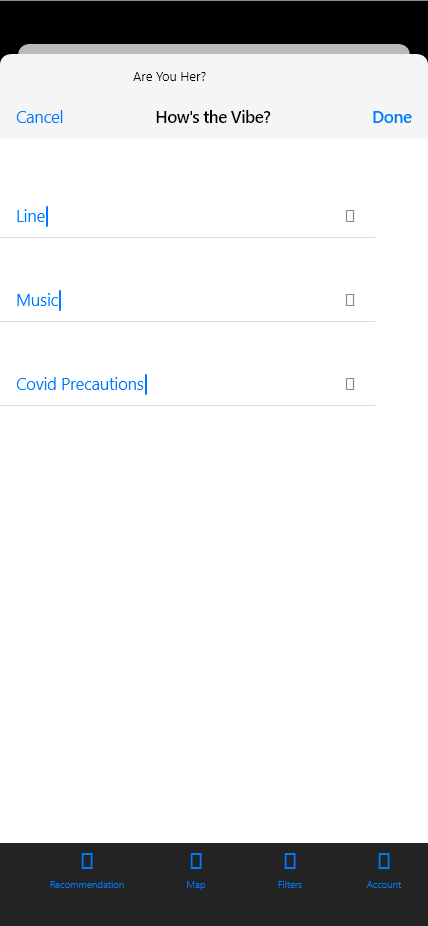 Are You Her?
Cancel How's the Vibe? Done
Line
Music
Covid Precautions
Recommendation Map Filters Account